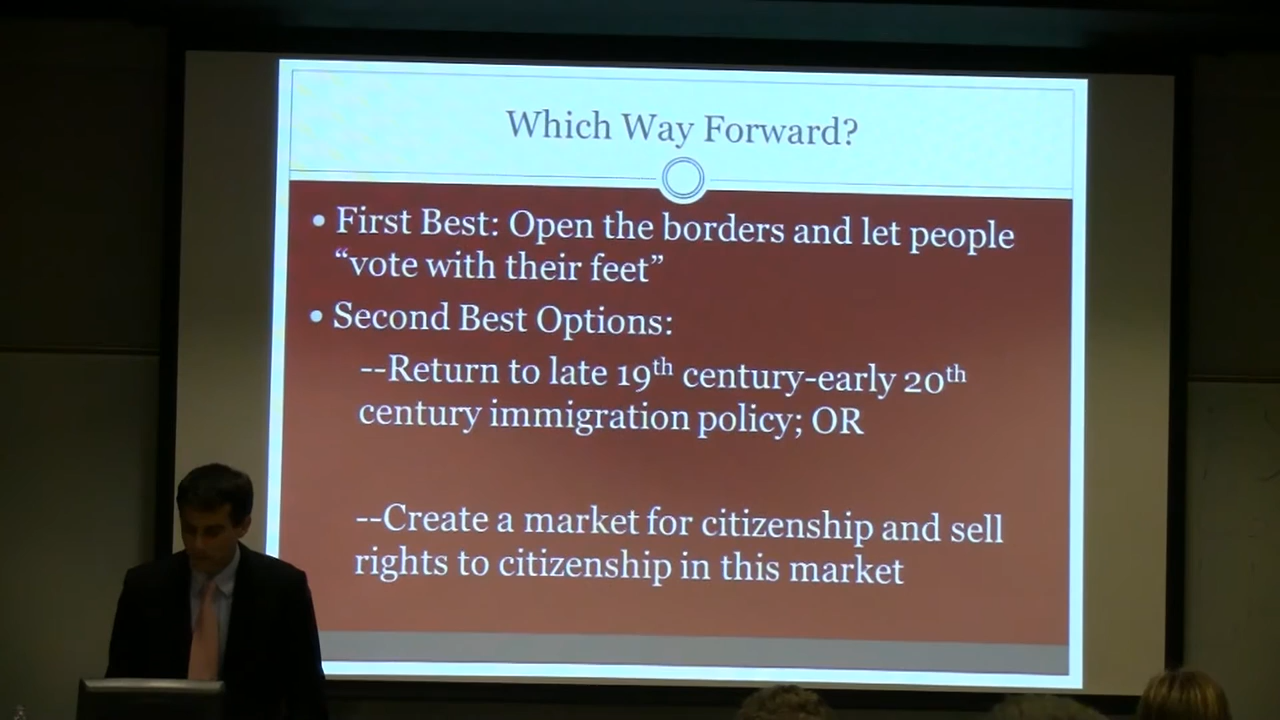 Which Way Forward?
• First Best: Open the borders and let people
“vote with their feet”
• Second Best Options:
--Return to late 19th century-early 20th
century immigration policy; OR
--Create a market for citizenship and sell
rights to citizenship in this market